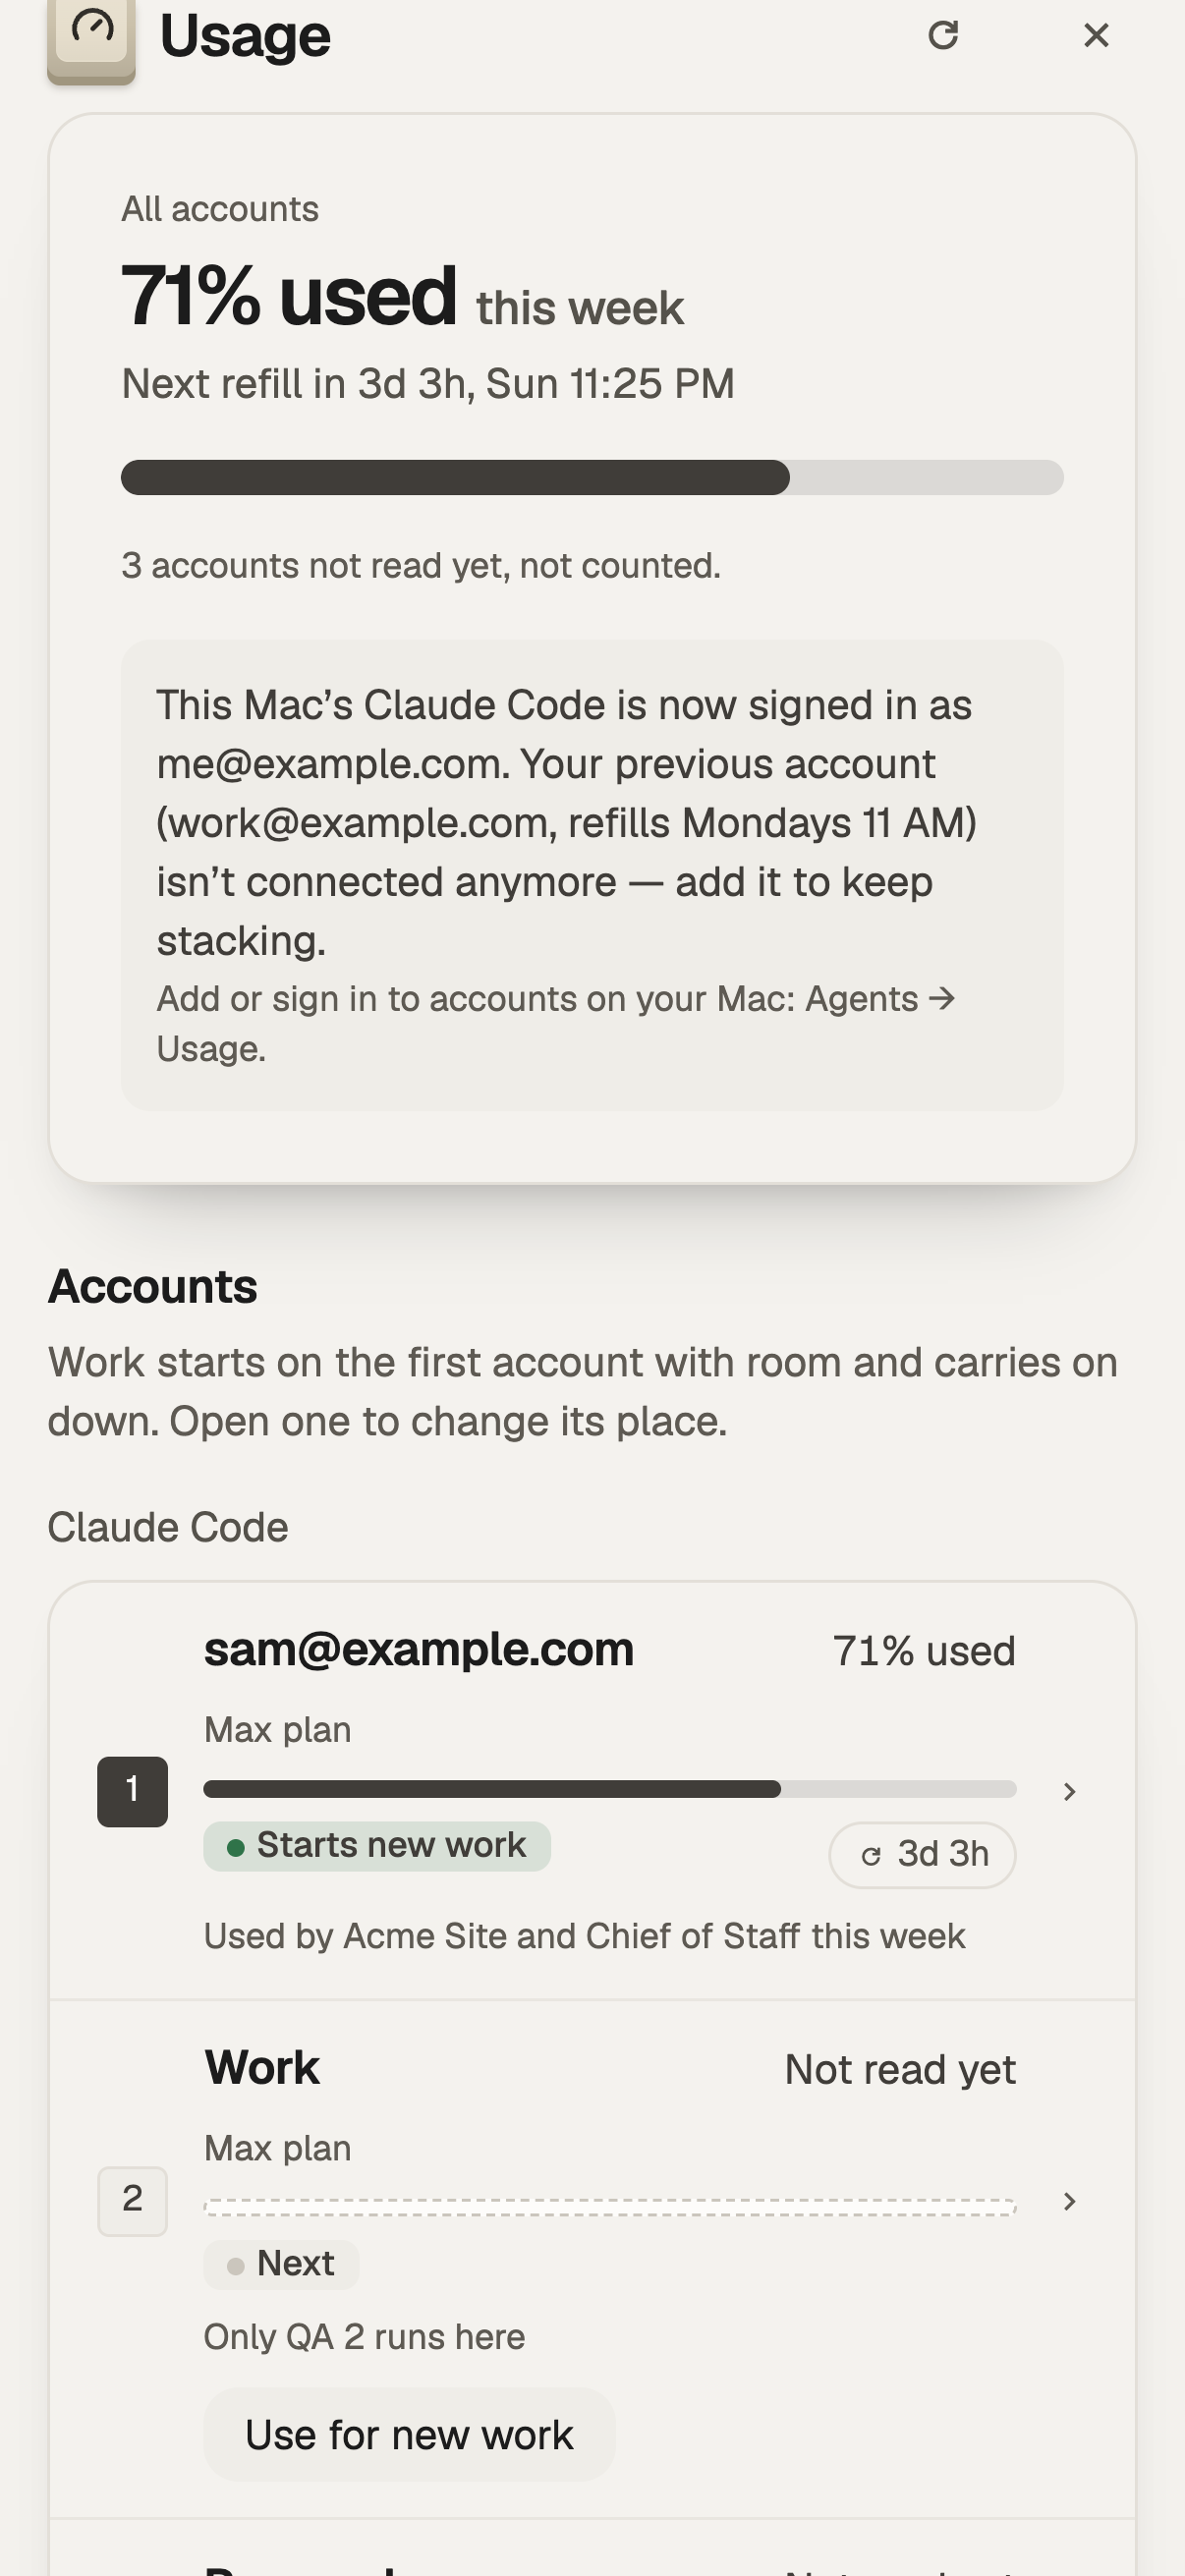 Usage
All accounts
71% used this week
Next refill in 3d 3h, Sun 11:25 PM
3 accounts not read yet, not counted.
This Mac’s Claude Code is now signed in as
me@example.com. Your previous account
(work@example.com, refills Mondays 11 AM)
isn’t connected anymore — add it to keep
stacking.
Add or sign in to accounts on your Mac: Agents →
Usage.
Accounts
Work starts on the first account with room and carries on
down. Open one to change its place.
Claude Code
sam@example.com 71% used
Max plan
1
Starts new work 3d 3h
Used by Acme Site and Chief of Staff this week
Work Not read yet
Max plan
2
Next
Only QA 2 runs here
Use for new work